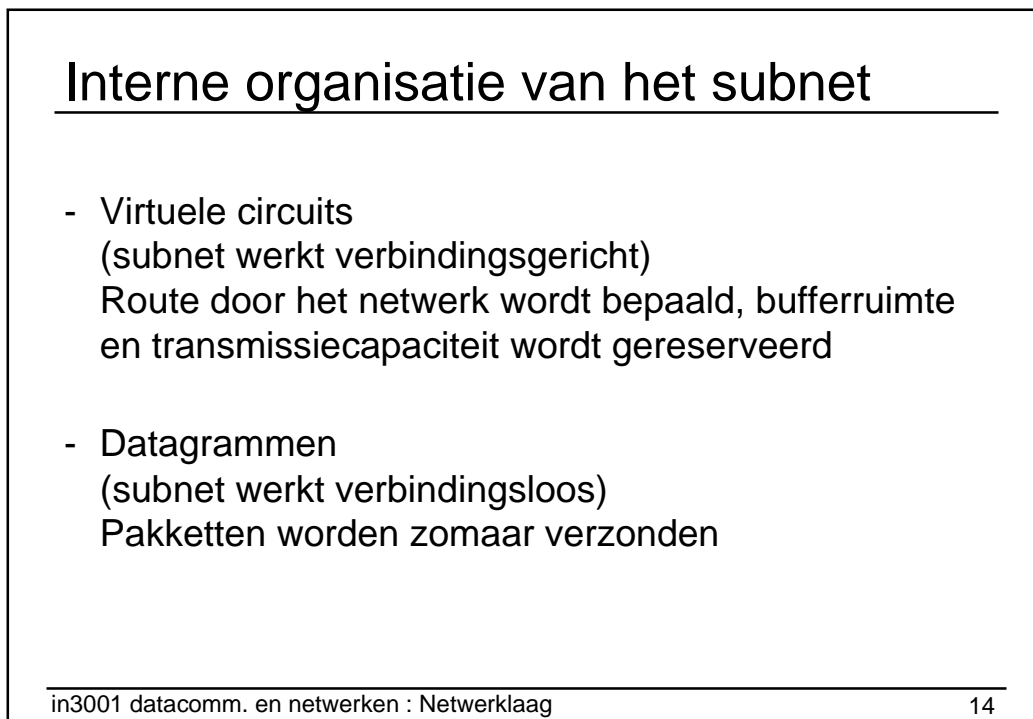 Interne organisatie van het subnet
- Virtuele circuits
(subnet werkt verbindingsgericht)
Route door het netwerk wordt bepaald, bufferruimte
en transmissiecapaciteit wordt gereserveerd
- Datagrammen
(subnet werkt verbindingsloos)
Pakketten worden zomaar verzonden
in3001 datacomm. en netwerken : Netwerklaag
14